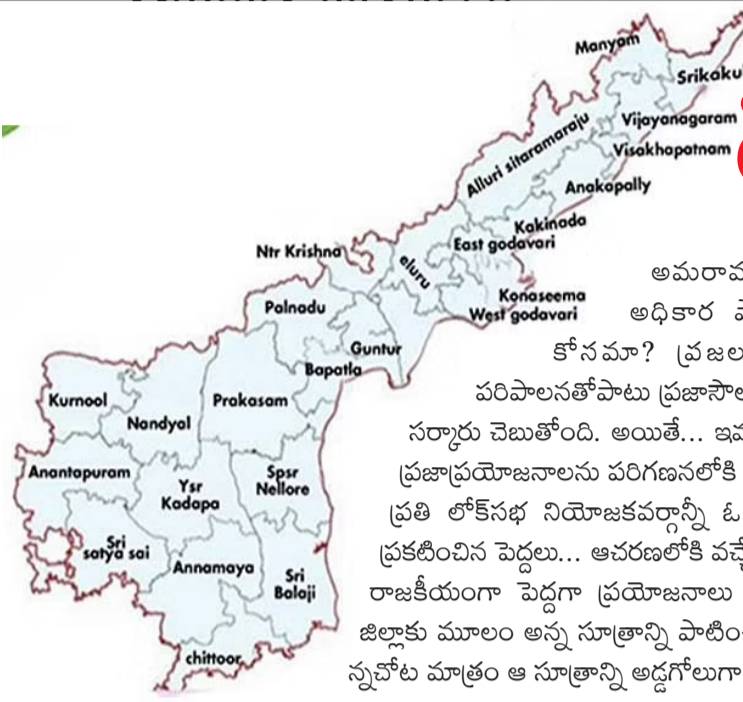 Manyam
Srikaku
Vijayanagaram
Alluri sitaramaraju
Visakhapatnam
Anakapally
Kakinada
East godavari
Ntr Krishna
eluru
Konaseema
Palnadu
West godavari
Guntur
Bapatla
Kurnool
Prakasam
Nandyal
Anantapuram
Ysr
Kadapa
Spsr
Nellore
Sri
satya sai
Annamaya
Sri
Balaji
chittoor
అమరావ
అధికార
కోసమా? ప్రజల
పరిపాలనతోపాటు ప్రజాసౌల
సర్కారు చెబుతోంది. అయితే... ఇవ
ప్రజాప్రయోజనాలను పరిగణనలోకి
ప్రతి లోక్‌సభ నియోజకవర్గాన్నీ ఓ
ప్రకటించిన పెద్దలు... ఆచరణలోకి వచ్చే
రాజకీయంగా పెద్దగా ప్రయోజనాలు
జిల్లాకు మూలం అన్న సూత్రాన్ని పాటిం
న్నచోట మాత్రం ఆ సూత్రాన్ని అడ్డగోలుగా